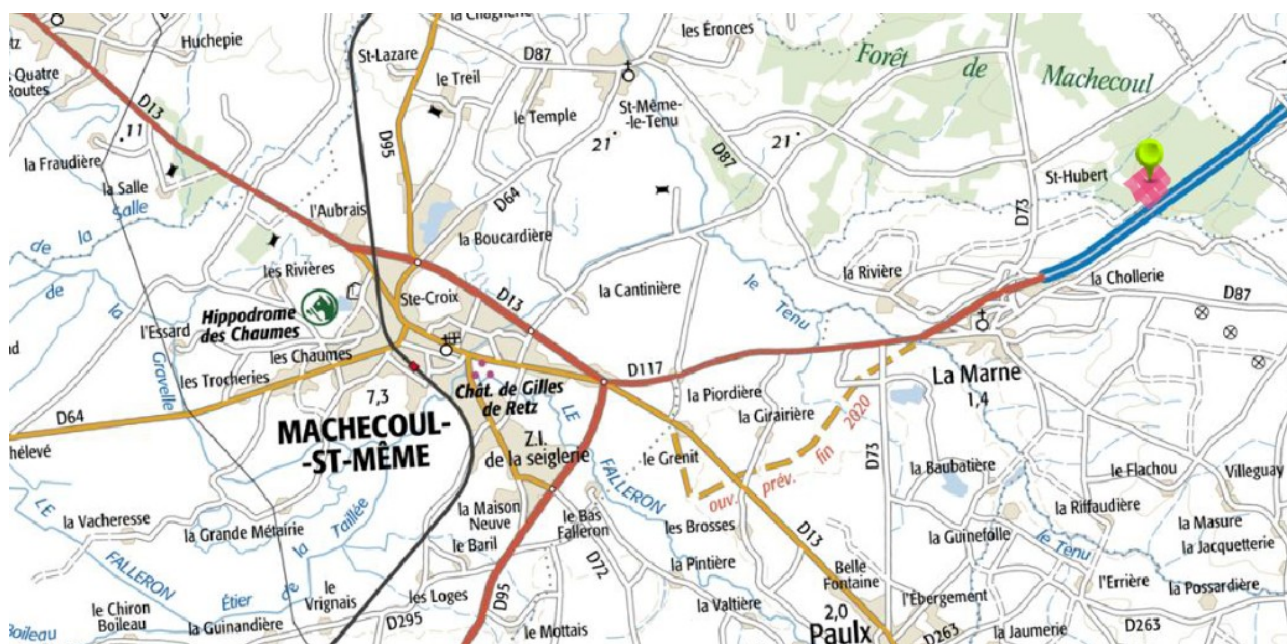 Huchepie
la Chagnerie
les Éronces
Quatre
Routes
D13
St-Lazare
le Treil
D87
Forêt de Machecoul
11
la Fraudière
D95
le Temple
St-Même-
le-Tenu
21
21
D87
la Salle
Salle
de la
l'Aubrais
D64
St-Hubert
D73
la Boucardière
les Rivières
la Rivière
la Chollerie
Ste-Croix
D13
la Cantinière
le Tenu
D87
Hippodrome
des Chaumes
de la Gravelle
l'Essard
les Chaumes
les Trocheries
Chât. de Gilles
de Retz
D117
la Piordière
La Marne
1,4
D64
7,3
MACHECOUL-
-ST-MÊME
LE FALLERON
la Girairière
Z.I.
de la seiglerie
le Grenit
ouv. prév. fin 2020
D73
la Baubatière
le Flachou
Villeguay
la Vacheresse
la Grande Métairie
la Maison
Neuve
le Baril
le Bas
Falleron
les Brosses
D13
la Riffaudière
la Masure
la Guinefolle
la Jacquetterie
LE FALLERON
Étier de la Taillée
D72
la Pintière
Belle
Fontaine
le Tenu
le Chiron
Boileau
le
Vrignais
les Loges
D95
la Valtière
l'Ébergement
l'Errière
la Possardière
2,0
Boileau
la Guinandière
D295
le Mottais
Paulx
D263
la Jaumerie
D263